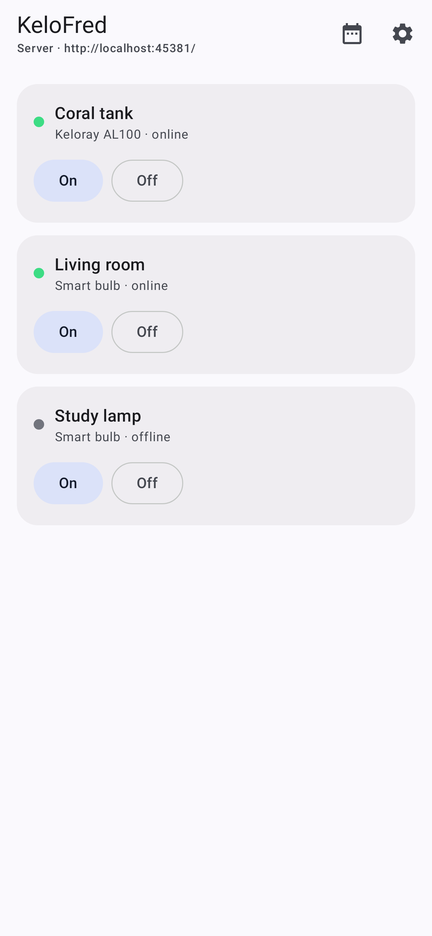 KeloFred
Server · http://localhost:45381/
Coral tank
Keloray AL100 · online
On Off
Living room
Smart bulb · online
On Off
Study lamp
Smart bulb · offline
On Off